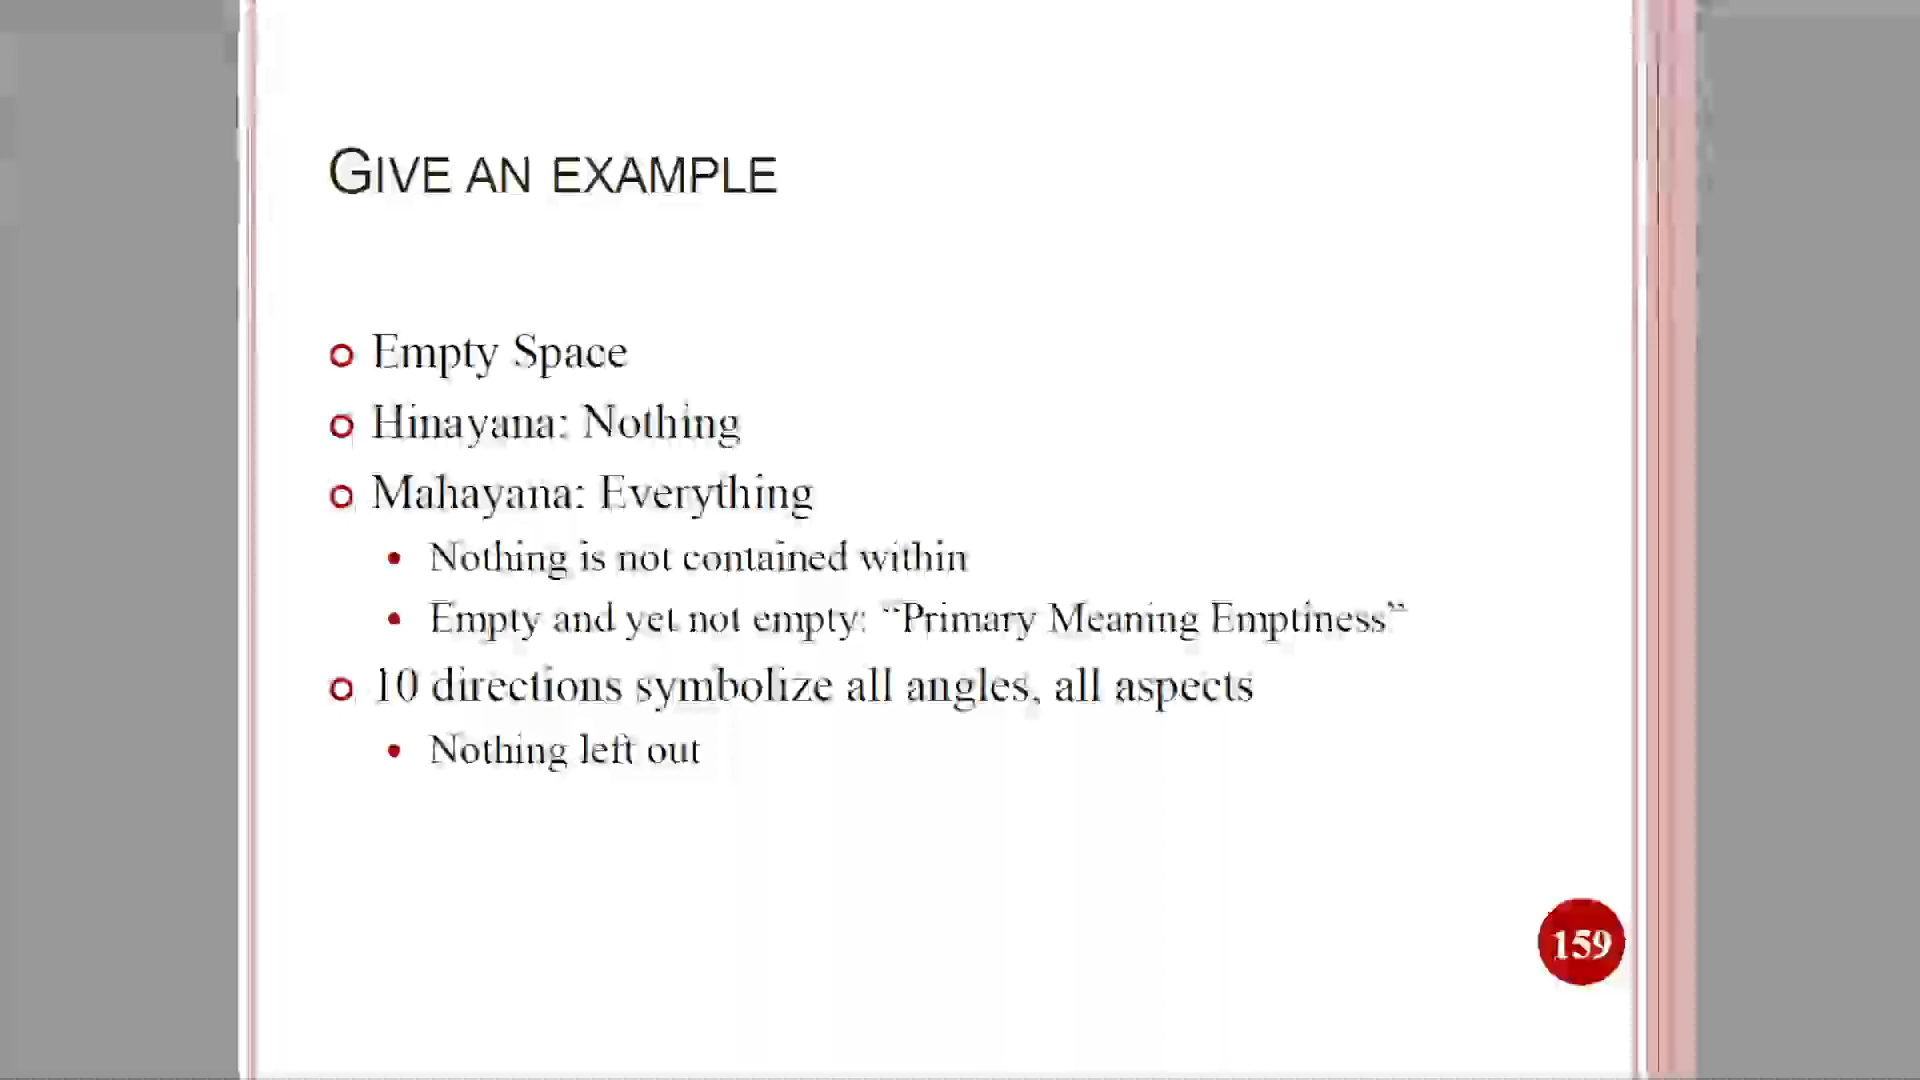 GIVE AN EXAMPLE
Empty Space
Hinayana: Nothing
Mahayana: Everything
Nothing is not contained within
Empty and yet not empty: “Primary Meaning Emptiness”
10 directions symbolize all angles, all aspects
Nothing left out
159